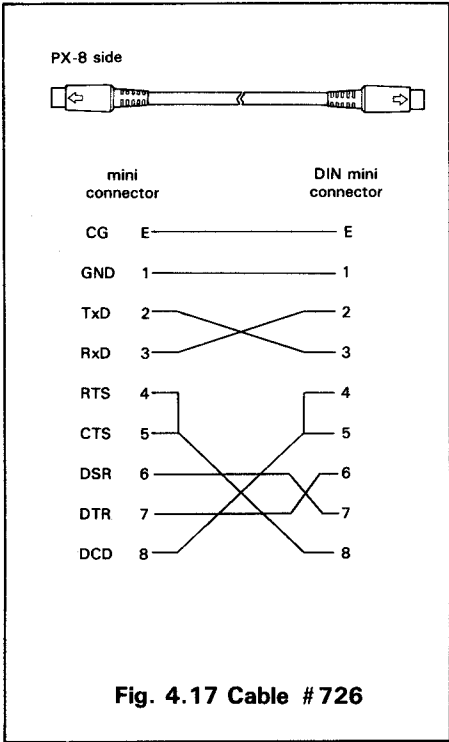 PX-8 side
mini connector DIN mini connector
CG E E
GND 1 1
TxD 2 2
RxD 3 3
RTS 4 4
CTS 5 5
DSR 6 6
DTR 7 7
DCD 8 8
Fig. 4.17 Cable #726